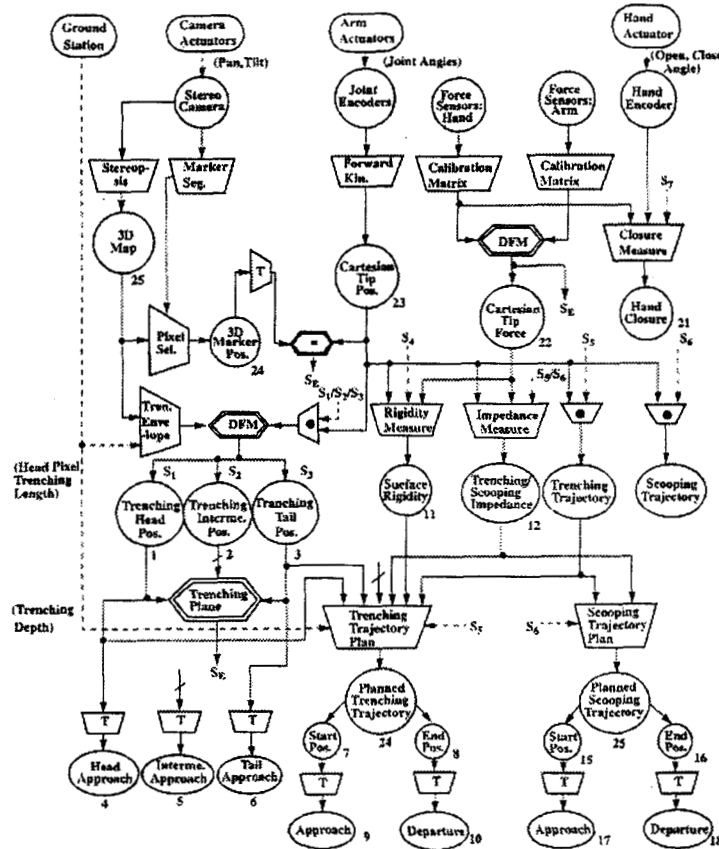 Ground
Station
Camera
Actuators
Arm
Actuators
Hand
Actuator
(Pan,Tilt)
(Joint Angles)
(Open, Close
Angle)
Stereo
Camera
Joint
Encoders
Force
Sensors:
Hand
Force
Sensors:
Arm
Hand
Encoder
Stereop-
sis
Marker
Seg.
Forward
Kin.
Calibration
Matrix
Calibration
Matrix
S7
3D
Map
25
T
Cartesian
Tip
Pos.
23
DFM
Closure
Measure
SE
Pixel
Sel.
3D
Marker
Pos.
24
Cartesian
Tip
Force
22
Hand
Closure
21
SE
S1/S2/S3
S4
S5/S6
S5
S6
Tren.
Enve-
lope
DFM
Rigidity
Measure
Impedance
Measure
(Head Pixel
Trenching
Length)
S1
S2
S3
Trenching
Head
Pos.
1
Trenching
Interme.
Pos.
2
Tranching
Tail
Pos.
3
Surface
Rigidity
11
Trenching/
Scooping
Impedance
12
Trenching
Trajectory
Scooping
Trajectory
(Trenching
Depth)
Trenching
Plane
SE
Trenching
Trajectory
Plan
S5
S6
Scooping
Trajectory
Plan
T
T
T
Planned
Trenching
Trajectory
24
Planned
Scooping
Trajectory
25
Head
Approach
4
Interme.
Approach
5
Tail
Approach
6
Start
Pos.
7
End
Pos.
8
Start
Pos.
15
End
Pos.
16
T
T
T
T
Approach
9
Departure
10
Approach
17
Departure
18